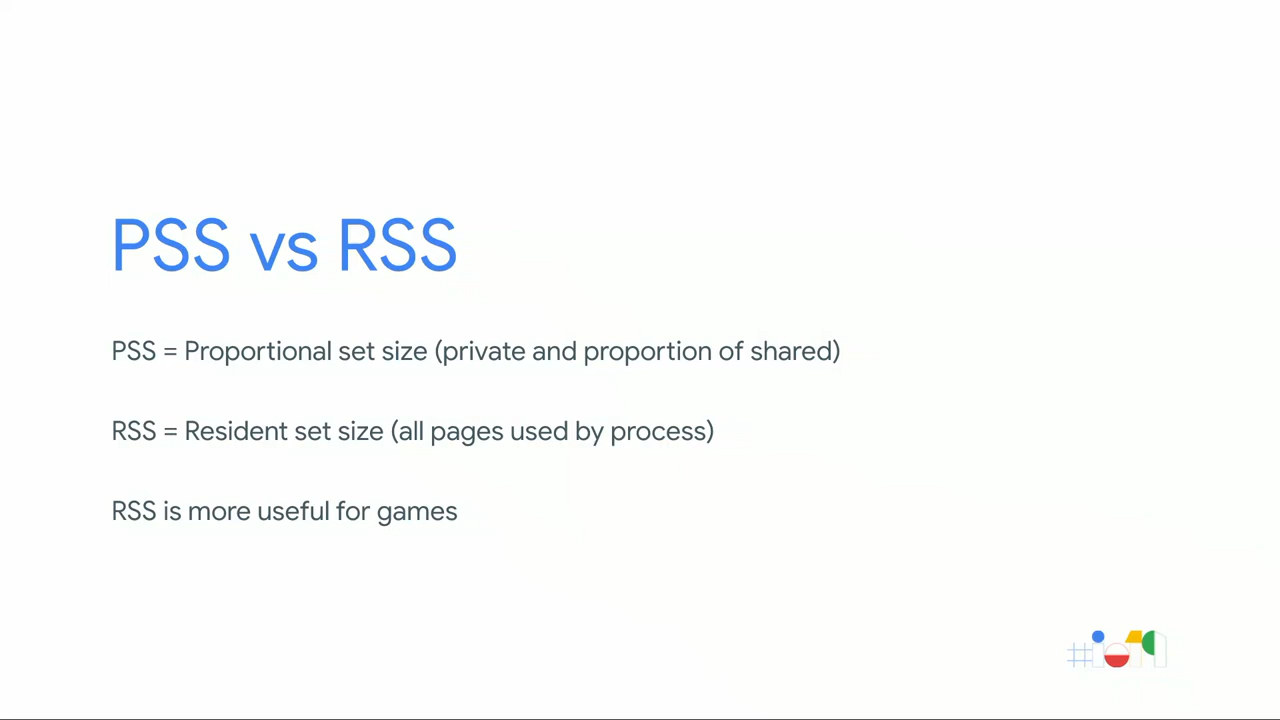 PSS vs RSS
PSS = Proportional set size (private and proportion of shared)
RSS = Resident set size (all pages used by process)
RSS is more useful for games
#io19